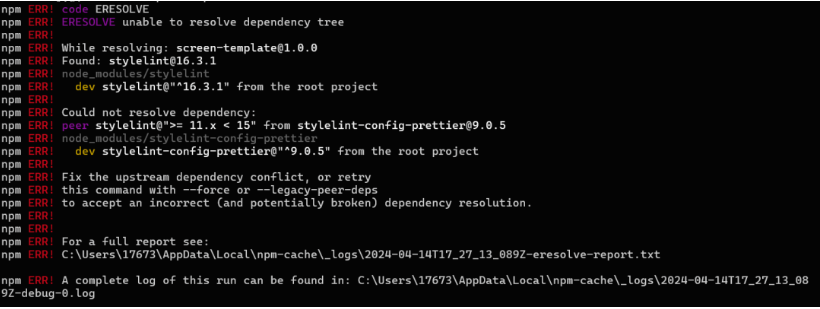 npm ERR! code ERESOLVE
npm ERR! ERESOLVE unable to resolve dependency tree
npm ERR!
npm ERR! While resolving: screen-template@1.0.0
npm ERR! Found: stylelint@16.3.1
npm ERR! node_modules/stylelint
npm ERR!   dev stylelint@"^16.3.1" from the root project
npm ERR!
npm ERR! Could not resolve dependency:
npm ERR! peer stylelint@">= 11.x < 15" from stylelint-config-prettier@9.0.5
npm ERR! node_modules/stylelint-config-prettier
npm ERR!   dev stylelint-config-prettier@"^9.0.5" from the root project
npm ERR!
npm ERR! Fix the upstream dependency conflict, or retry
npm ERR! this command with --force or --legacy-peer-deps
npm ERR! to accept an incorrect (and potentially broken) dependency resolution.
npm ERR!
npm ERR!
npm ERR! For a full report see:
npm ERR! C:\Users\17673\AppData\Local\npm-cache\_logs\2024-04-14T17_27_13_089Z-eresolve-report.txt

npm ERR! A complete log of this run can be found in: C:\Users\17673\AppData\Local\npm-cache\_logs\2024-04-14T17_27_13_08
9Z-debug-0.log